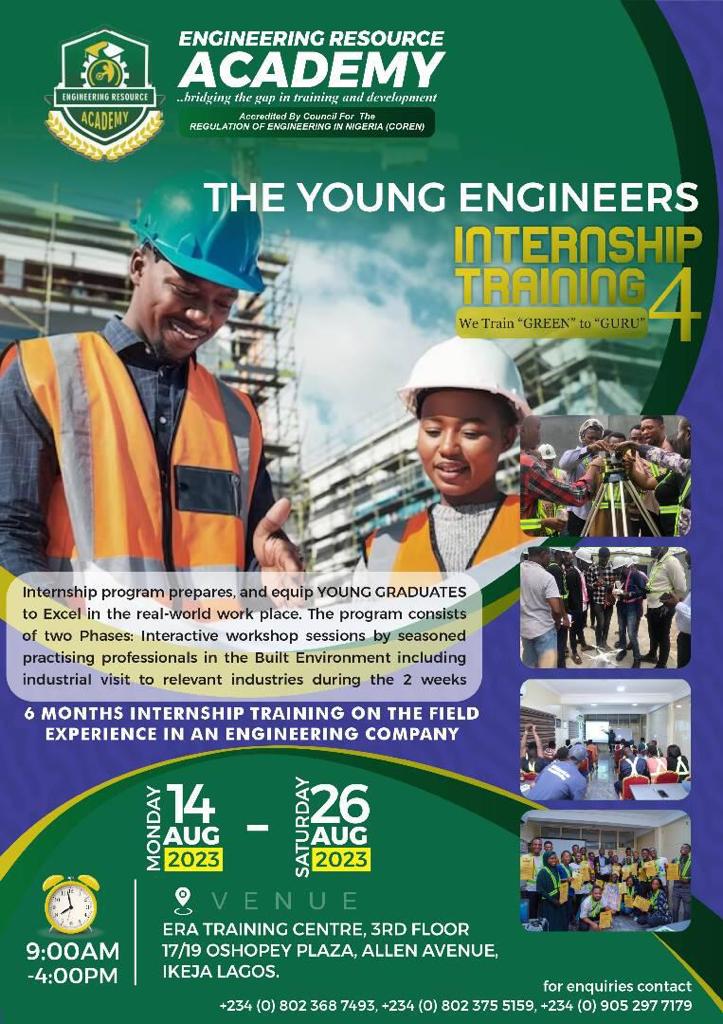 ENGINEERING RESOURCE
ACADEMY
ENGINEERING RESOURCE
ACADEMY
..bridging the gap in training and development
Accredited By Council For The
REGULATION OF ENGINEERING IN NIGERIA (COREN)
THE YOUNG ENGINEERS
INTERNSHIP
TRAINING 4
We Train “GREEN” to “GURU”
Internship program prepares, and equip YOUNG GRADUATES
to Excel in the real-world work place. The program consists
of two Phases: Interactive workshop sessions by seasoned
practising professionals in the Built Environment including
industrial visit to relevant industries during the 2 weeks
6 MONTHS INTERNSHIP TRAINING ON THE FIELD
EXPERIENCE IN AN ENGINEERING COMPANY
MONDAY
14
AUG
2023
-
SATURDAY
26
AUG
2023
9:00AM
-4:00PM
VENUE
ERA TRAINING CENTRE, 3RD FLOOR
17/19 OSHOPEY PLAZA, ALLEN AVENUE,
IKEJA LAGOS.
for enquiries contact
+234 (0) 802 368 7493, +234 (0) 802 375 5159, +234 (0) 905 297 7179